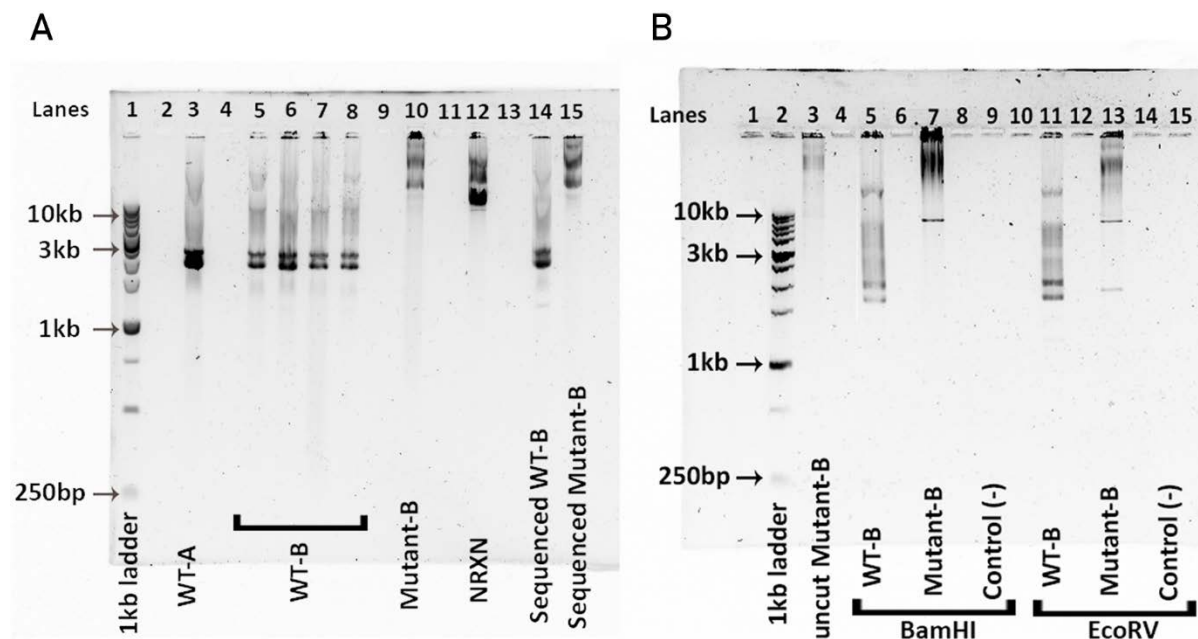 A
Lanes 1 2 3 4 5 6 7 8 9 10 11 12 13 14 15
10kb
3kb
1kb
250bp
1kb ladder
WT-A
WT-B
Mutant-B
NRXN
Sequenced WT-B
Sequenced Mutant-B
B
Lanes 1 2 3 4 5 6 7 8 9 10 11 12 13 14 15
10kb
3kb
1kb
250bp
1kb ladder
uncut Mutant-B
WT-B
Mutant-B
Control (-)
BamHI
WT-B
Mutant-B
Control (-)
EcoRV